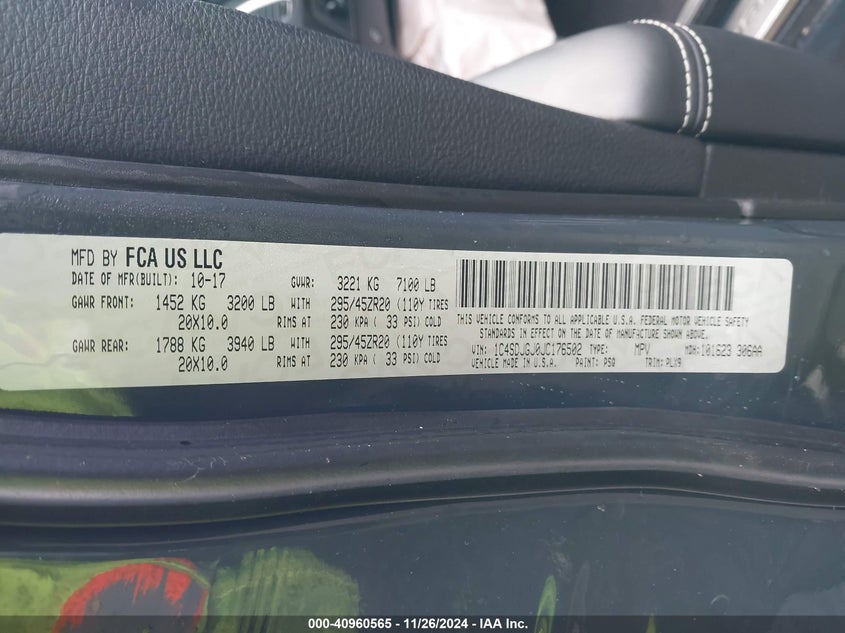 MFD BY FCA US LLC
DATE OF MFR(BUILT): 10-17 GVWR: 3221 KG 7100 LB
GAWR FRONT: 1452 KG 3200 LB WITH 295/45ZR20 (110Y TIRES
20X10.0 RIMS AT 230 KPA ( 33 PSI) COLD
GAWR REAR: 1788 KG 3940 LB WITH 295/45ZR20 (110Y TIRES
20X10.0 RIMS AT 230 KPA ( 33 PSI) COLD
THIS VEHICLE CONFORMS TO ALL APPLICABLE U.S.A. FEDERAL MOTOR VEHICLE SAFETY
STANDARDS IN EFFECT ON THE DATE OF MANUFACTURE SHOWN ABOVE.
VIN: 1C4SDJGJ0JC176502 TYPE: MPV MDH: 101623 306AA
VEHICLE MADE IN U.S.A. PAINT: PSG TRIM: PLX9
000-40960565 - 11/26/2024 - IAA Inc.